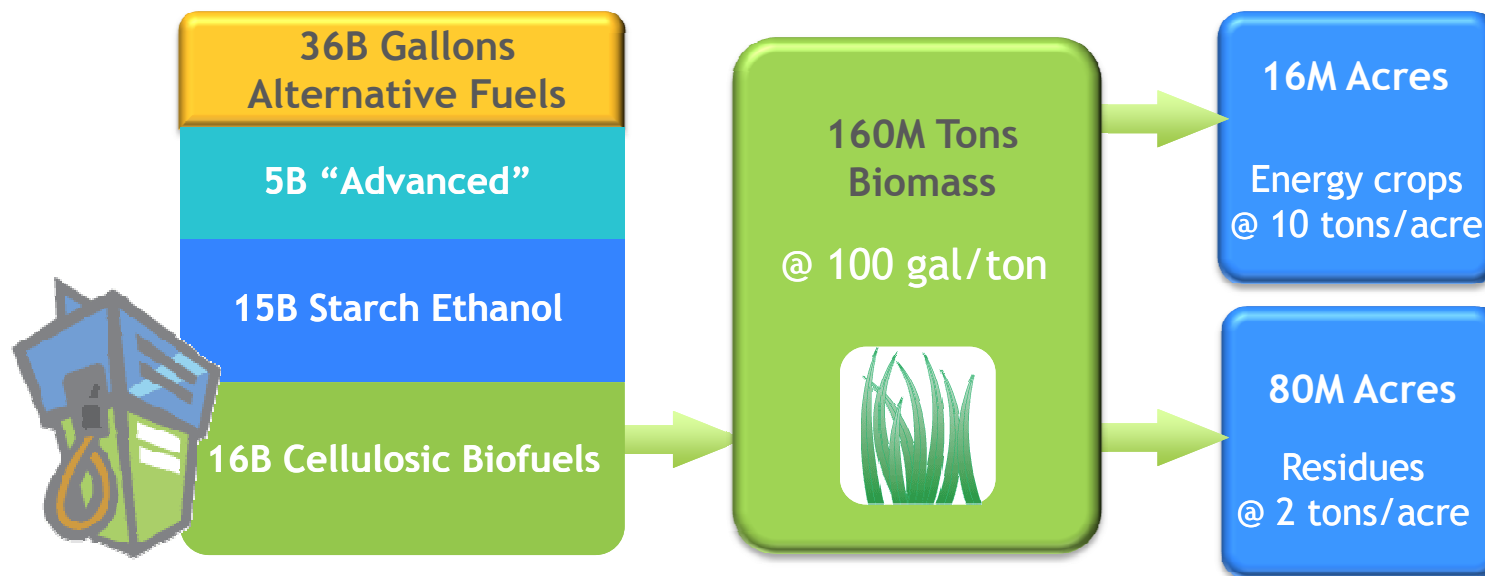 36B Gallons
Alternative Fuels
5B “Advanced”
15B Starch Ethanol
16B Cellulosic Biofuels
160M Tons
Biomass
@ 100 gal/ton
16M Acres
Energy crops
@ 10 tons/acre
80M Acres
Residues
@ 2 tons/acre